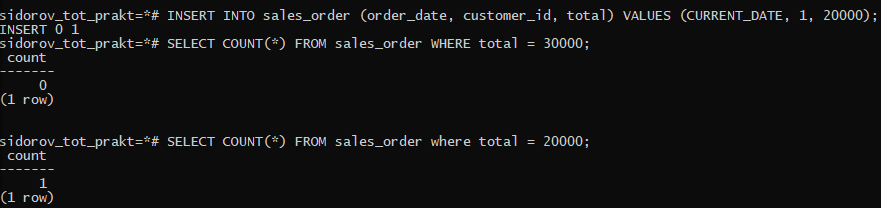 sidorov_tot_prakt=*# INSERT INTO sales_order (order_date, customer_id, total) VALUES (CURRENT_DATE, 1, 20000);
INSERT 0 1
sidorov_tot_prakt=*# SELECT COUNT(*) FROM sales_order WHERE total = 30000;
 count
-------
     0
(1 row)

sidorov_tot_prakt=*# SELECT COUNT(*) FROM sales_order where total = 20000;
 count
-------
     1
(1 row)